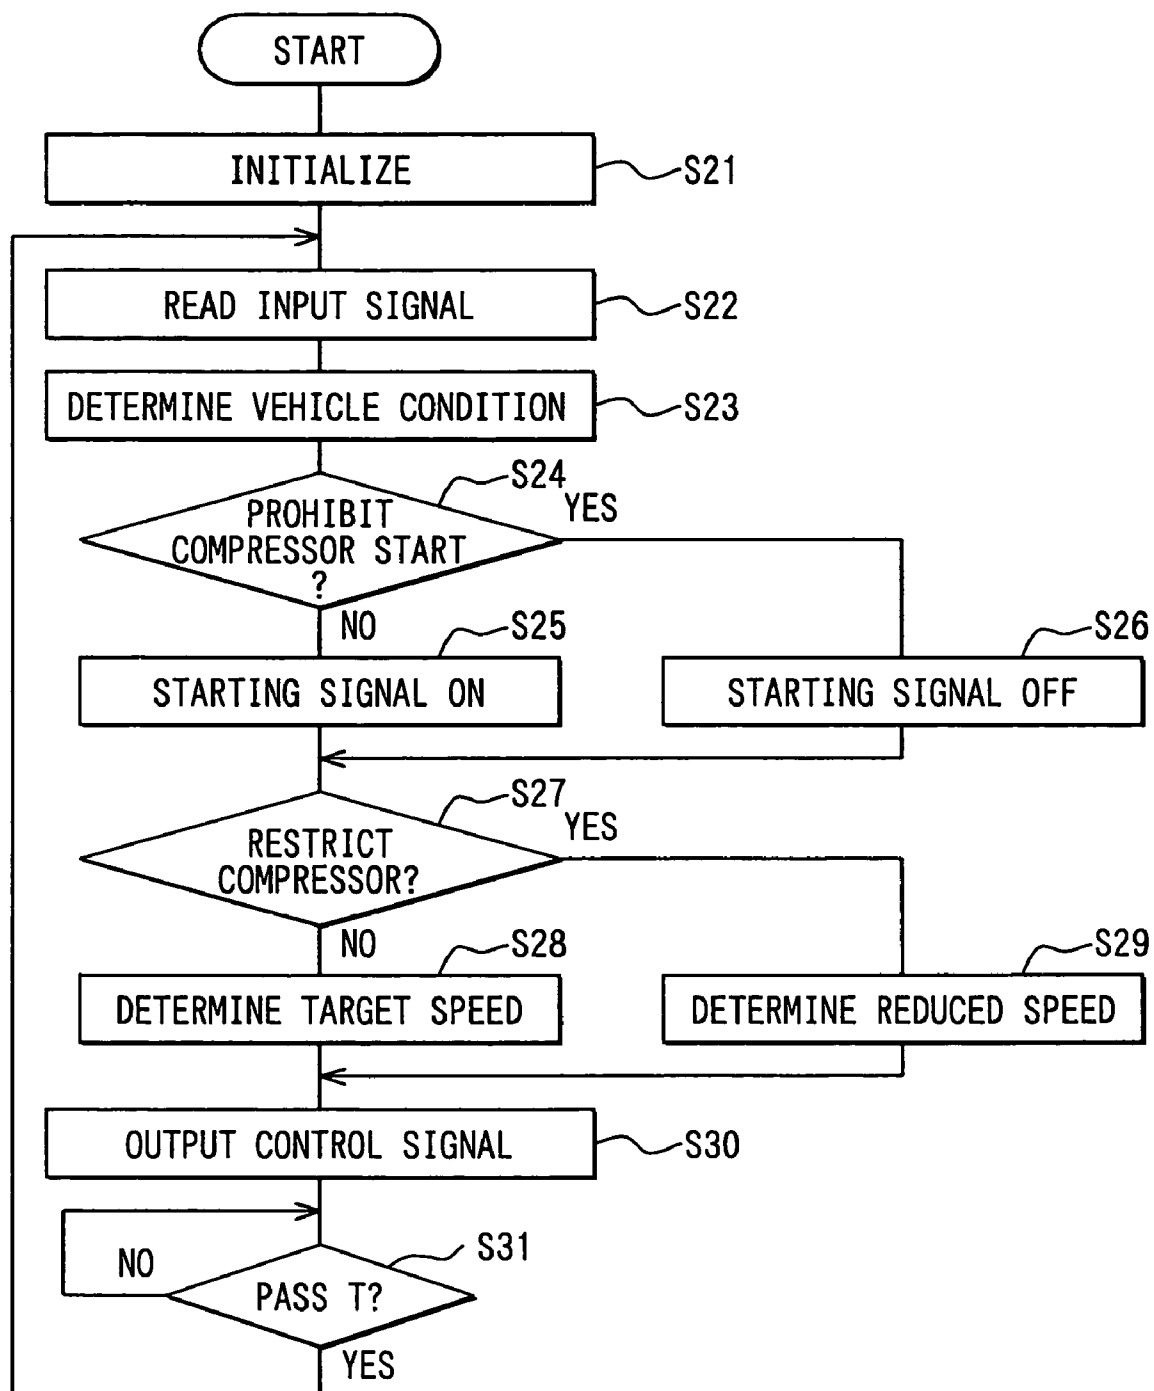 START
INITIALIZE
S21
READ INPUT SIGNAL
S22
DETERMINE VEHICLE CONDITION
S23
S24
PROHIBIT
COMPRESSOR START
?
YES
NO
S25
STARTING SIGNAL ON
S26
STARTING SIGNAL OFF
S27
RESTRICT
COMPRESSOR?
YES
NO
S28
DETERMINE TARGET SPEED
S29
DETERMINE REDUCED SPEED
OUTPUT CONTROL SIGNAL
S30
S31
NO
PASS T?
YES